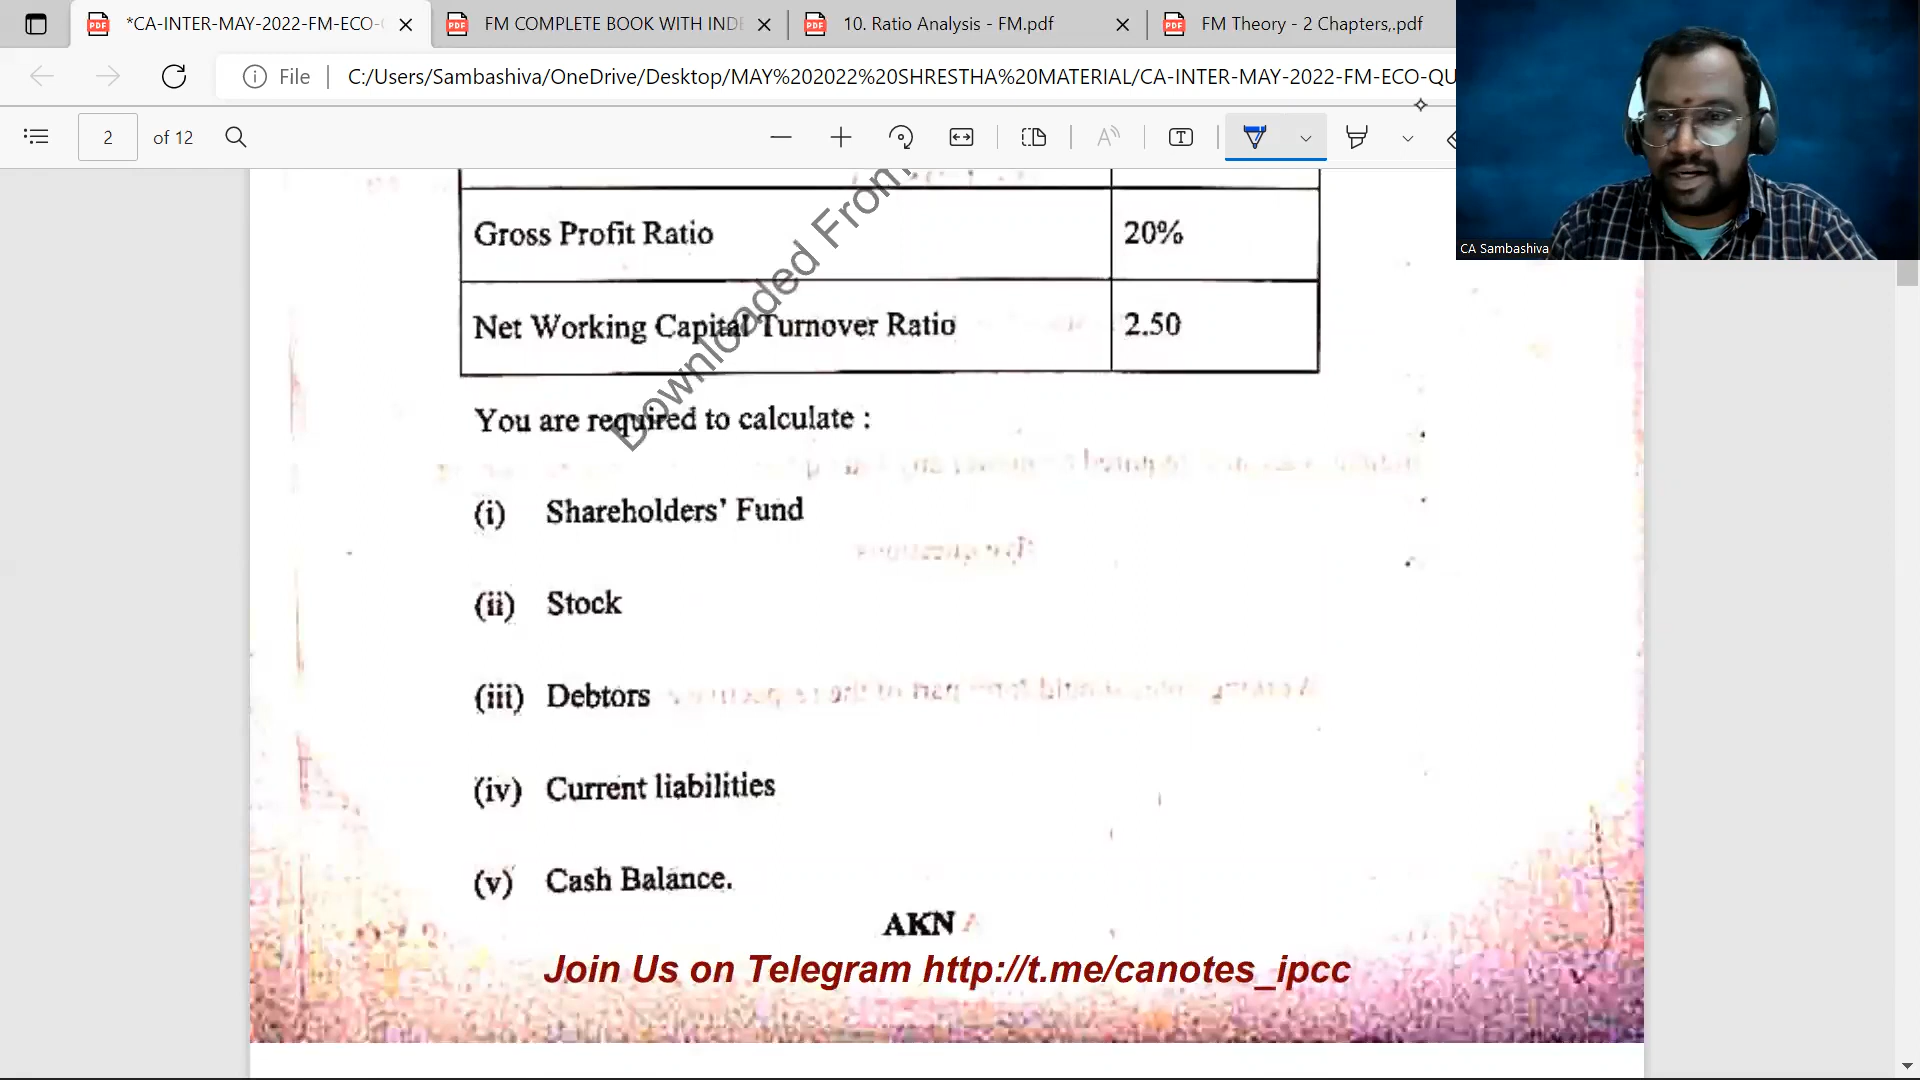 *CA-INTER-MAY-2022-FM-ECO-
FM COMPLETE BOOK WITH INDE
10. Ratio Analysis - FM.pdf
FM Theory - 2 Chapters,.pdf
File
C:/Users/Sambashiva/OneDrive/Desktop/MAY%202022%20SHRESTHA%20MATERIAL/CA-INTER-MAY-2022-FM-ECO-QU
2 of 12
CA Sambashiva
Downloaded From
Gross Profit Ratio 20%
Net Working Capital Turnover Ratio 2.50
You are required to calculate :
(i) Shareholders' Fund
(ii) Stock
(iii) Debtors
(iv) Current liabilities
(v) Cash Balance.
AKN
Join Us on Telegram http://t.me/canotes_ipcc